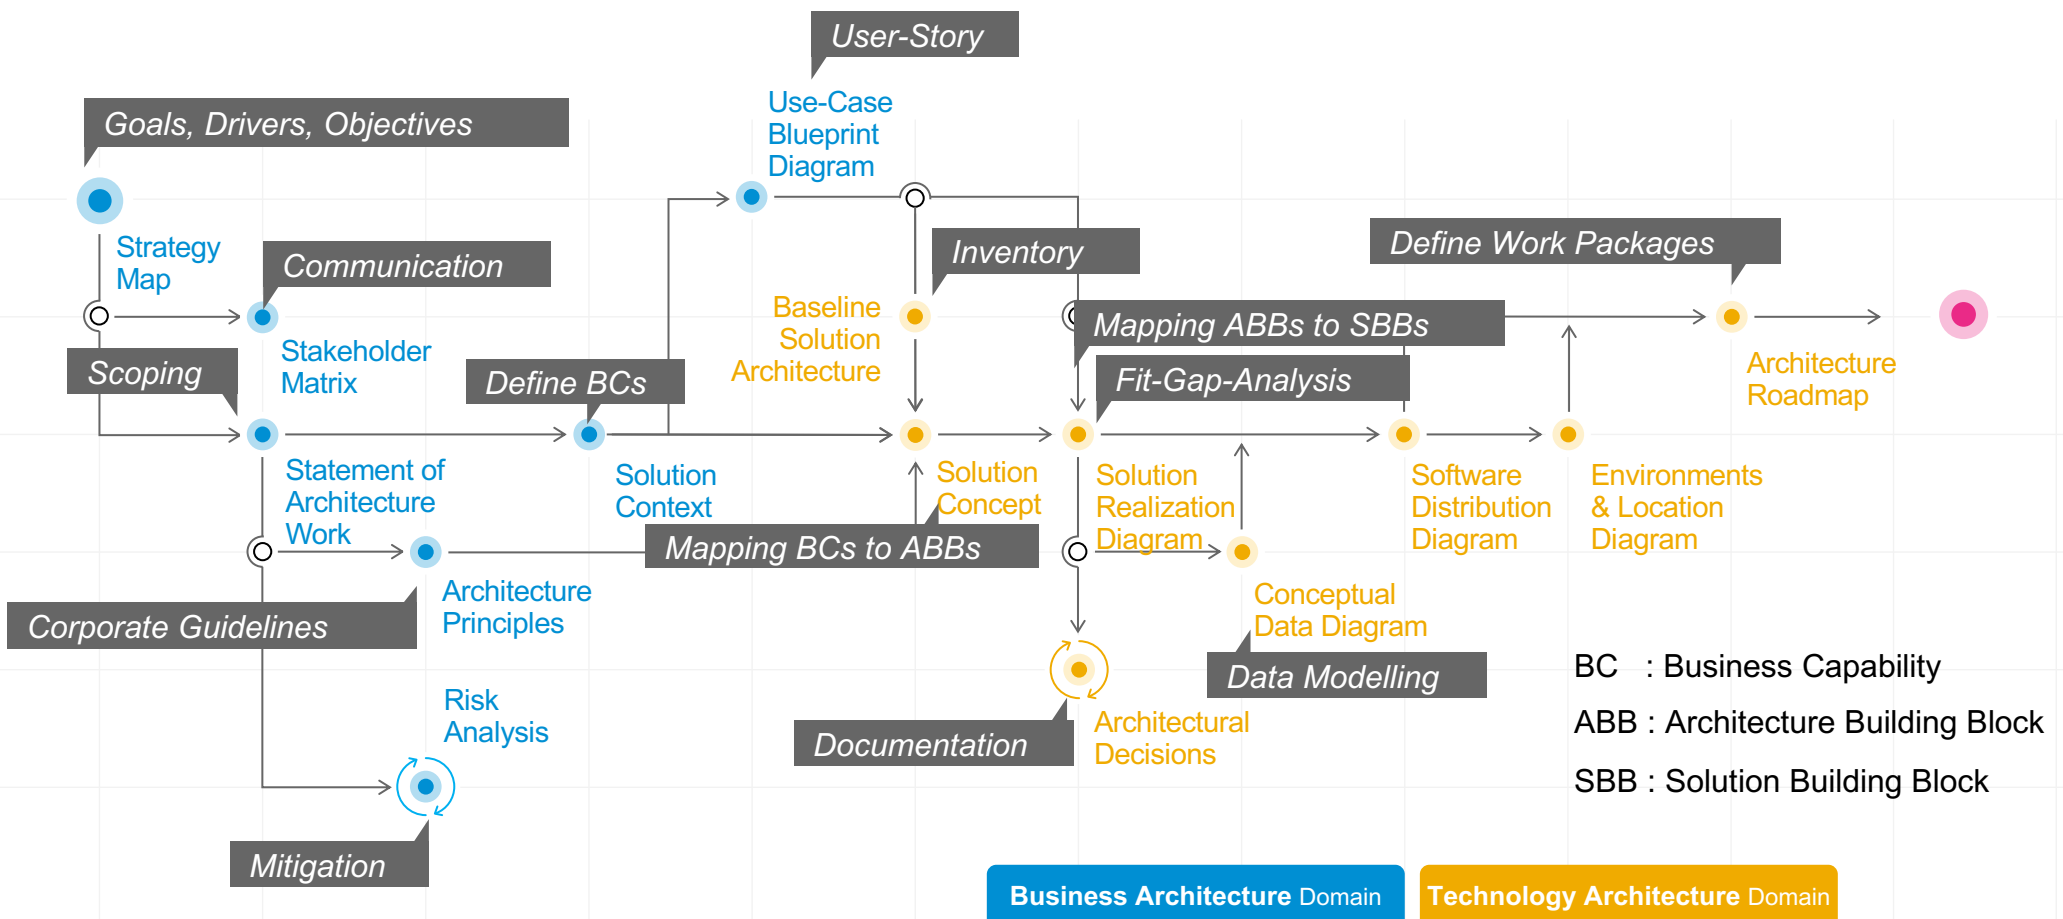 User-Story
Use-Case
Blueprint
Diagram
Goals, Drivers, Objectives
Strategy
Map
Communication
Inventory
Define Work Packages
Baseline
Solution
Architecture
Mapping ABBs to SBBs
Stakeholder
Matrix
Scoping
Define BCs
Fit-Gap-Analysis
Architecture
Roadmap
Statement of
Architecture
Work
Solution
Context
Solution
Concept
Solution
Realization
Diagram
Software
Distribution
Diagram
Environments
& Location
Diagram
Mapping BCs to ABBs
Architecture
Principles
Corporate Guidelines
Conceptual
Data Diagram
Data Modelling
Risk
Analysis
Documentation
Architectural
Decisions
Mitigation
BC : Business Capability
ABB : Architecture Building Block
SBB : Solution Building Block
Business Architecture Domain
Technology Architecture Domain